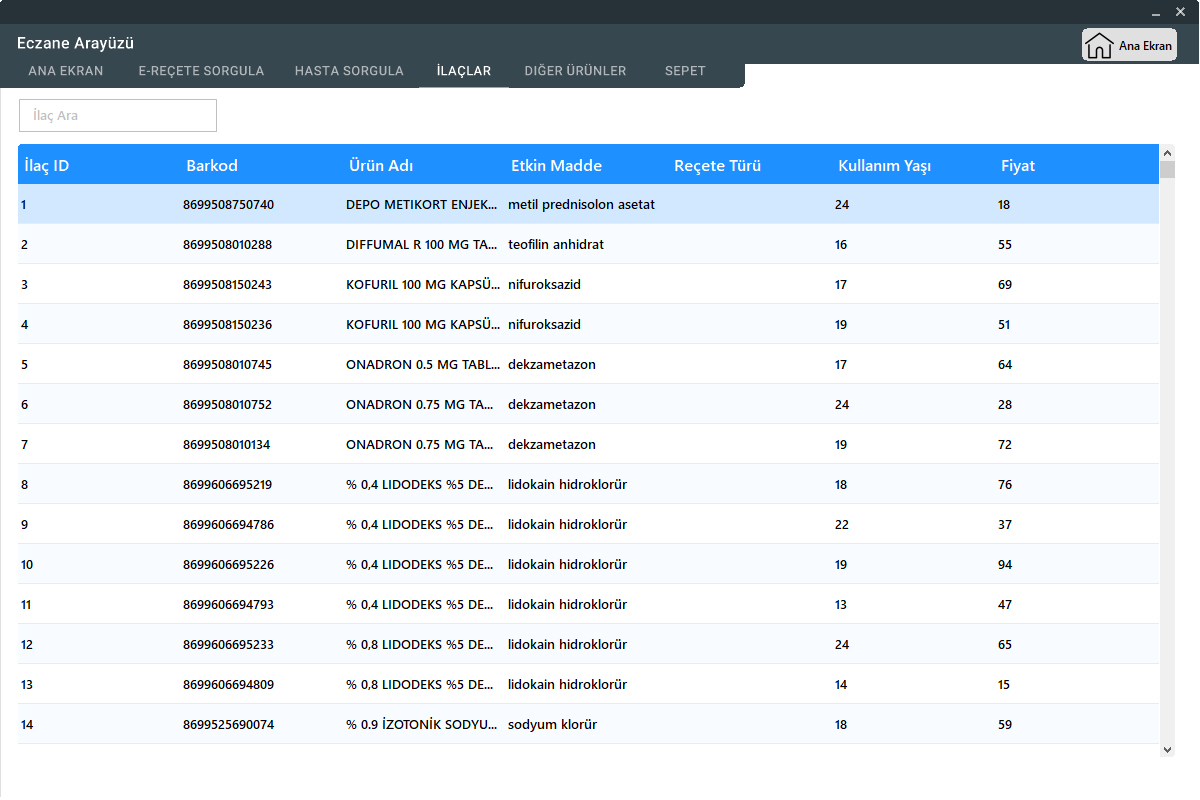 Eczane Arayüzü
Ana Ekran
ANA EKRAN E-REÇETE SORGULA HASTA SORGULA İLAÇLAR DIĞER ÜRÜNLER SEPET
İlaç Ara
İlaç ID Barkod Ürün Adı Etkin Madde Reçete Türü Kullanım Yaşı Fiyat
1 8699508750740 DEPO METIKORT ENJEK... metil prednisolon asetat 24 18
2 8699508010288 DIFFUMAL R 100 MG TA... teofilin anhidrat 16 55
3 8699508150243 KOFURIL 100 MG KAPSÜ... nifuroksazid 17 69
4 8699508150236 KOFURIL 100 MG KAPSÜ... nifuroksazid 19 51
5 8699508010745 ONADRON 0.5 MG TABL... dekzametazon 17 64
6 8699508010752 ONADRON 0.75 MG TA... dekzametazon 24 28
7 8699508010134 ONADRON 0.75 MG TA... dekzametazon 19 72
8 8699606695219 % 0,4 LIDODEKS %5 DE... lidokain hidroklorür 18 76
9 8699606694786 % 0,4 LIDODEKS %5 DE... lidokain hidroklorür 22 37
10 8699606695226 % 0,4 LIDODEKS %5 DE... lidokain hidroklorür 19 94
11 8699606694793 % 0,4 LIDODEKS %5 DE... lidokain hidroklorür 13 47
12 8699606695233 % 0,8 LIDODEKS %5 DE... lidokain hidroklorür 24 65
13 8699606694809 % 0,8 LIDODEKS %5 DE... lidokain hidroklorür 14 15
14 8699525690074 % 0.9 İZOTONİK SODYU... sodyum klorür 18 59